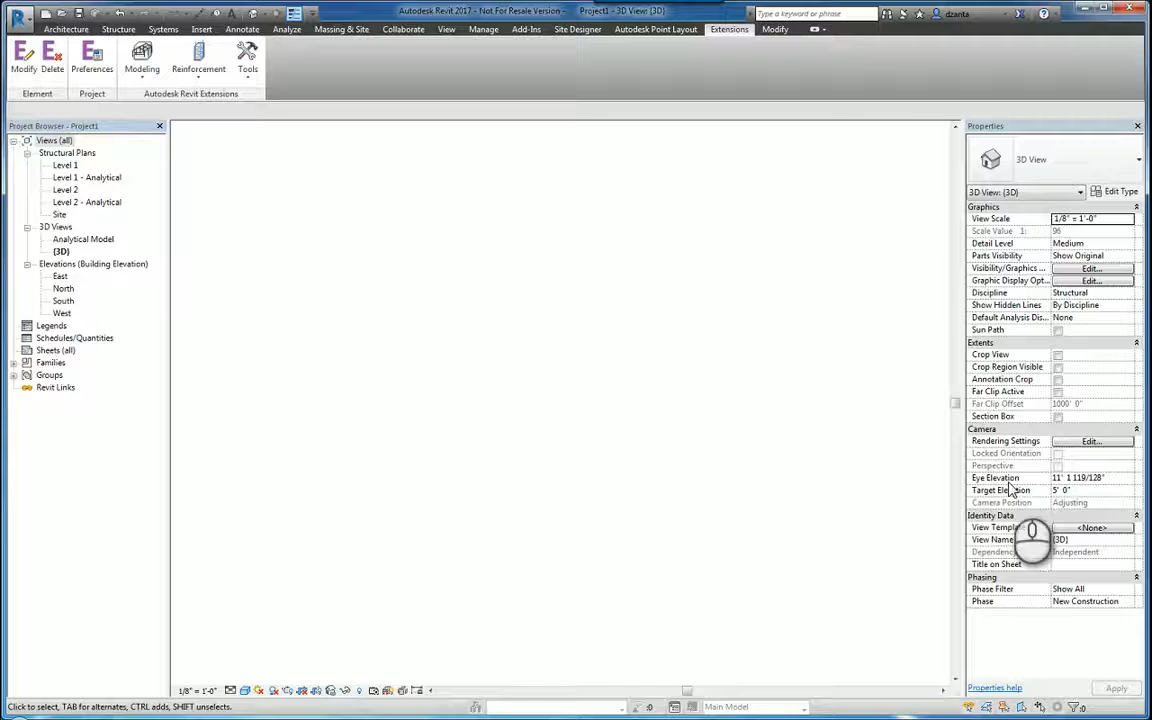 Autodesk Revit 2017 - Not For Resale Version - Project1 - 3D View: {3D}
Type a keyword or phrase
dzanta
Architecture Structure Systems Insert Annotate Analyze Massing & Site Collaborate View Manage Add-Ins Site Designer Autodesk Point Layout Extensions Modify
Modify Delete Preferences Modeling Reinforcement Tools
Element Project Autodesk Revit Extensions
Project Browser - Project1
Views (all)
Structural Plans
Level 1
Level 1 - Analytical
Level 2
Level 2 - Analytical
Site
3D Views
Analytical Model
{3D}
Elevations (Building Elevation)
East
North
South
West
Legends
Schedules/Quantities
Sheets (all)
Families
Groups
Revit Links
Properties
3D View
3D View: {3D} Edit Type
Graphics
View Scale 1/8" = 1'-0"
Scale Value 1: 96
Detail Level Medium
Parts Visibility Show Original
Visibility/Graphics ... Edit...
Graphic Display Opt... Edit...
Discipline Structural
Show Hidden Lines By Discipline
Default Analysis Dis... None
Sun Path
Extents
Crop View
Crop Region Visible
Annotation Crop
Far Clip Active
Far Clip Offset 1000' 0"
Section Box
Camera
Rendering Settings Edit...
Locked Orientation
Perspective
Eye Elevation 11' 1 119/128"
Target Elevation 5' 0"
Camera Position Adjusting
Identity Data
View Templ <None>
View Name {3D}
Dependenc Independent
Title on Sheet
Phasing
Phase Filter Show All
Phase New Construction
Properties help Apply
1/8" = 1'-0"
Click to select, TAB for alternates, CTRL adds, SHIFT unselects.
:0 Main Model :0